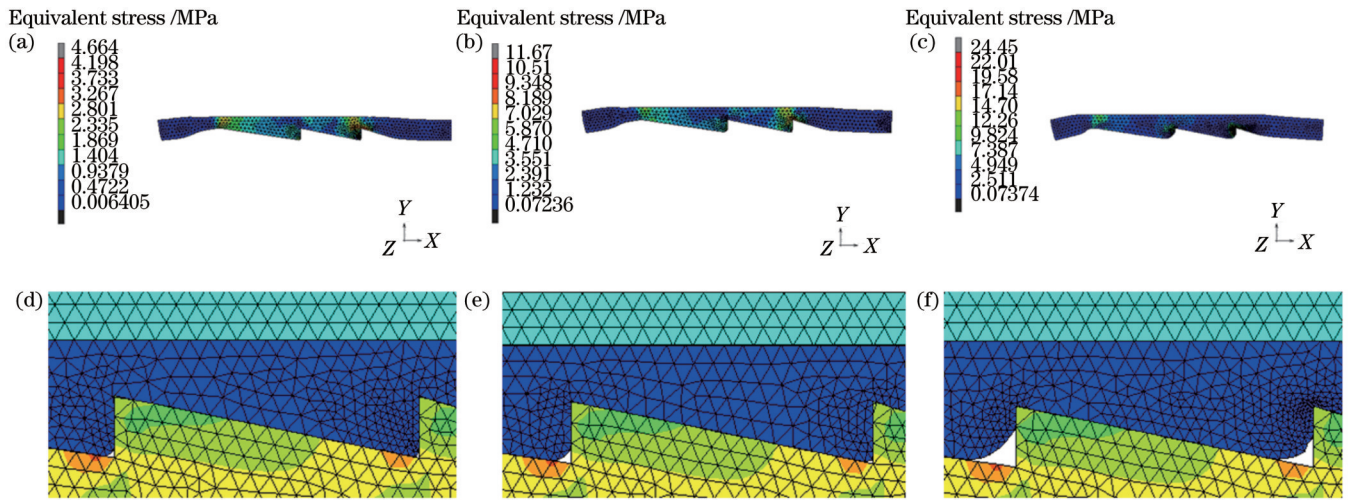 Equivalent stress /MPa
(a)
4.664
4.198
3.733
3.267
2.801
2.335
1.869
1.404
0.9379
0.4722
0.006405
Y
Z
X
Equivalent stress /MPa
(b)
11.67
10.51
9.348
8.189
7.029
5.870
4.710
3.551
2.391
1.232
0.07236
Y
Z
X
Equivalent stress /MPa
(c)
24.45
22.01
19.58
17.14
14.70
12.26
9.824
7.387
4.949
2.511
0.07374
Y
Z
X
(d)
(e)
(f)